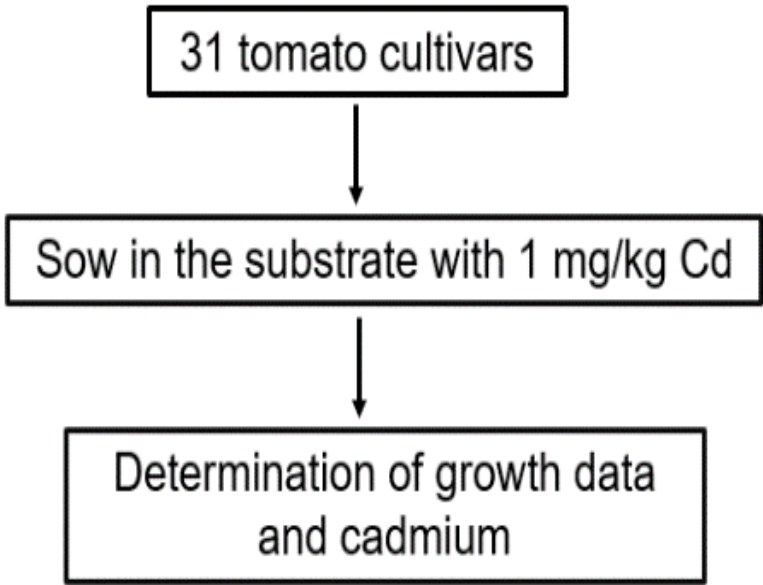 31 tomato cultivars
Sow in the substrate with 1 mg/kg Cd
Determination of growth data
and cadmium